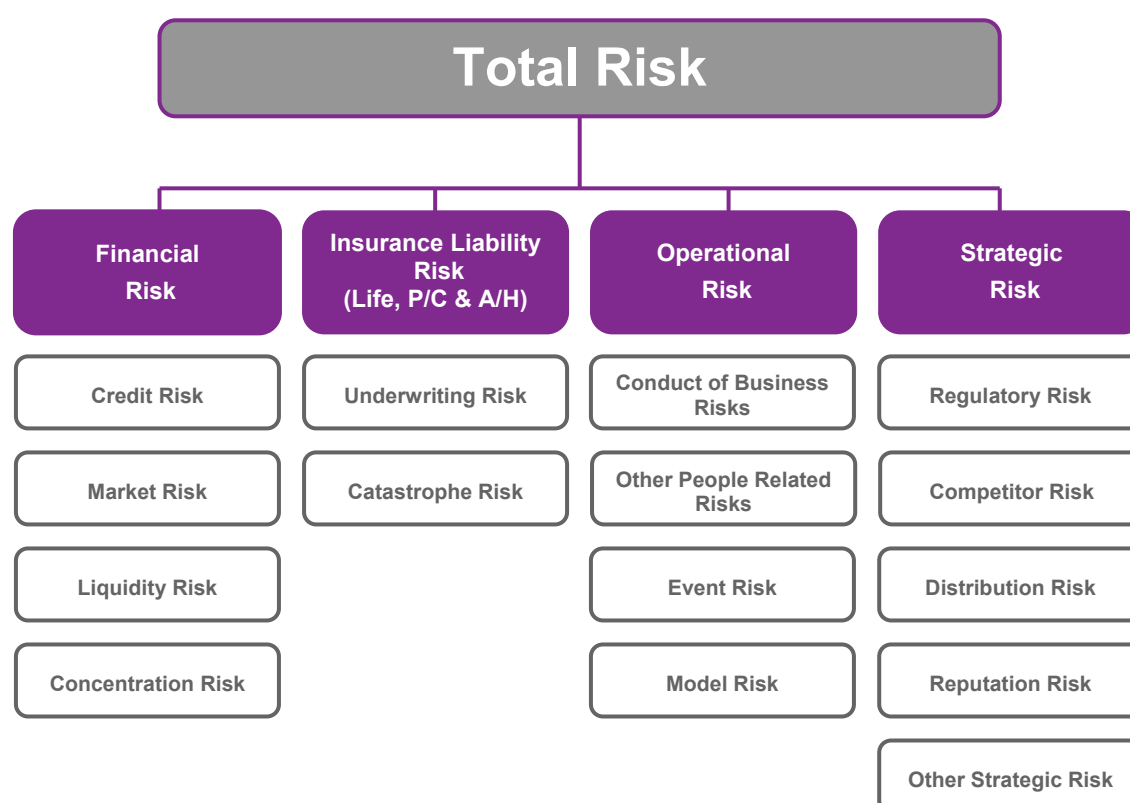 Total Risk
Financial
Risk
Credit Risk
Market Risk
Liquidity Risk
Concentration Risk
Insurance Liability
Risk
(Life, P/C & A/H)
Underwriting Risk
Catastrophe Risk
Operational
Risk
Conduct of Business
Risks
Other People Related
Risks
Event Risk
Model Risk
Strategic
Risk
Regulatory Risk
Competitor Risk
Distribution Risk
Reputation Risk
Other Strategic Risk